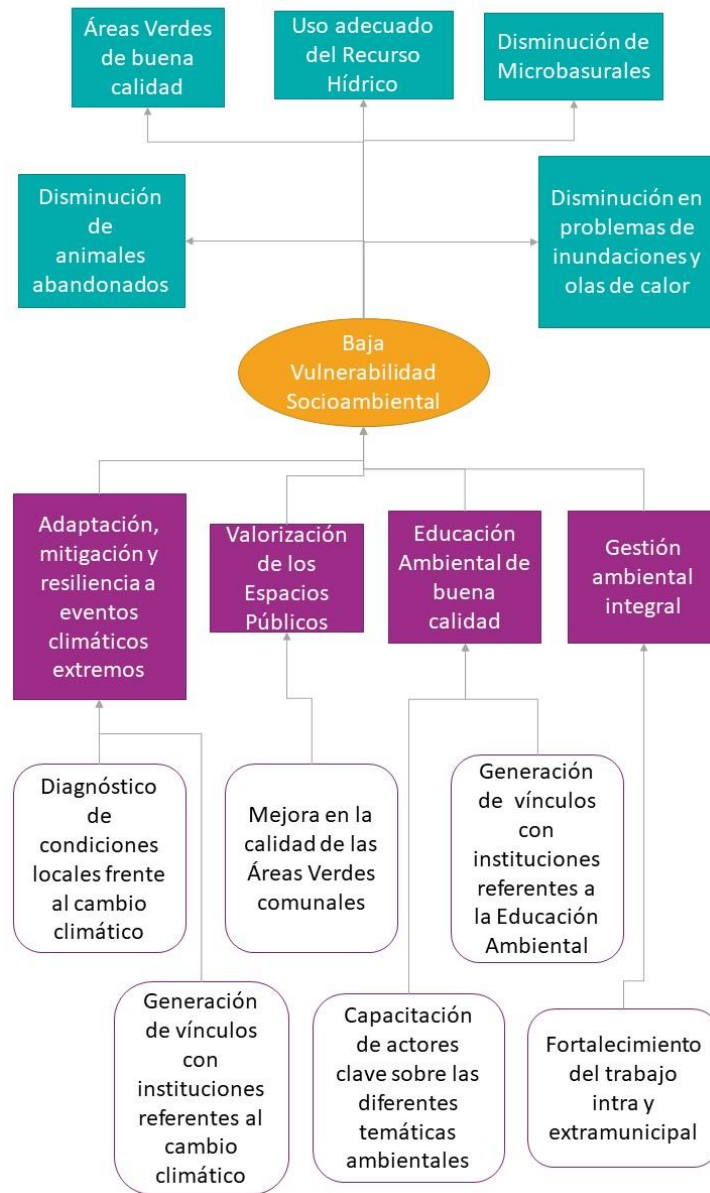 Áreas Verdes
de buena
calidad
Uso adecuado
del Recurso
Hídrico
Disminución de
Microbasurales
Disminución
de
animales
abandonados
Disminución en
problemas de
inundaciones y
olas de calor
Baja
Vulnerabilidad
Socioambiental
Adaptación,
mitigación y
resiliencia a
eventos
climáticos
extremos
Valorización
de los
Espacios
Públicos
Educación
Ambiental de
buena
calidad
Gestión
ambiental
integral
Diagnóstico
de
condiciones
locales frente
al cambio
climático
Mejora en la
calidad de las
Áreas Verdes
comunales
Generación
de vínculos
con
instituciones
referentes a
la Educación
Ambiental
Generación
de vínculos
con
instituciones
referentes al
cambio
climático
Capacitación
de actores
clave sobre las
diferentes
temáticas
ambientales
Fortalecimiento
del trabajo
intra y
extramunicipal